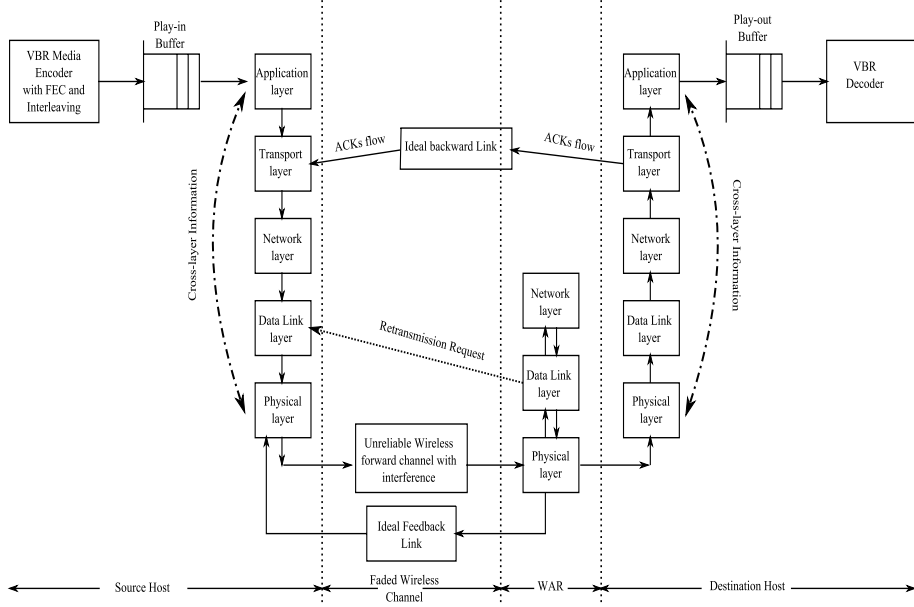 VBR Media
Encoder
with FEC and
Interleaving
Play-in
Buffer
Application
layer
Transport
layer
Network
layer
Data Link
layer
Physical
layer
Cross-layer Information
ACKs flow
Ideal backward Link
ACKs flow
Retransmission Request
Unreliable Wireless
forward channel with
interference
Ideal Feedback
Link
Network
layer
Data Link
layer
Physical
layer
Application
layer
Transport
layer
Network
layer
Data Link
layer
Physical
layer
Cross-layer Information
Play-out
Buffer
VBR
Decoder
Source Host
Faded Wireless
Channel
WAR
Destination Host